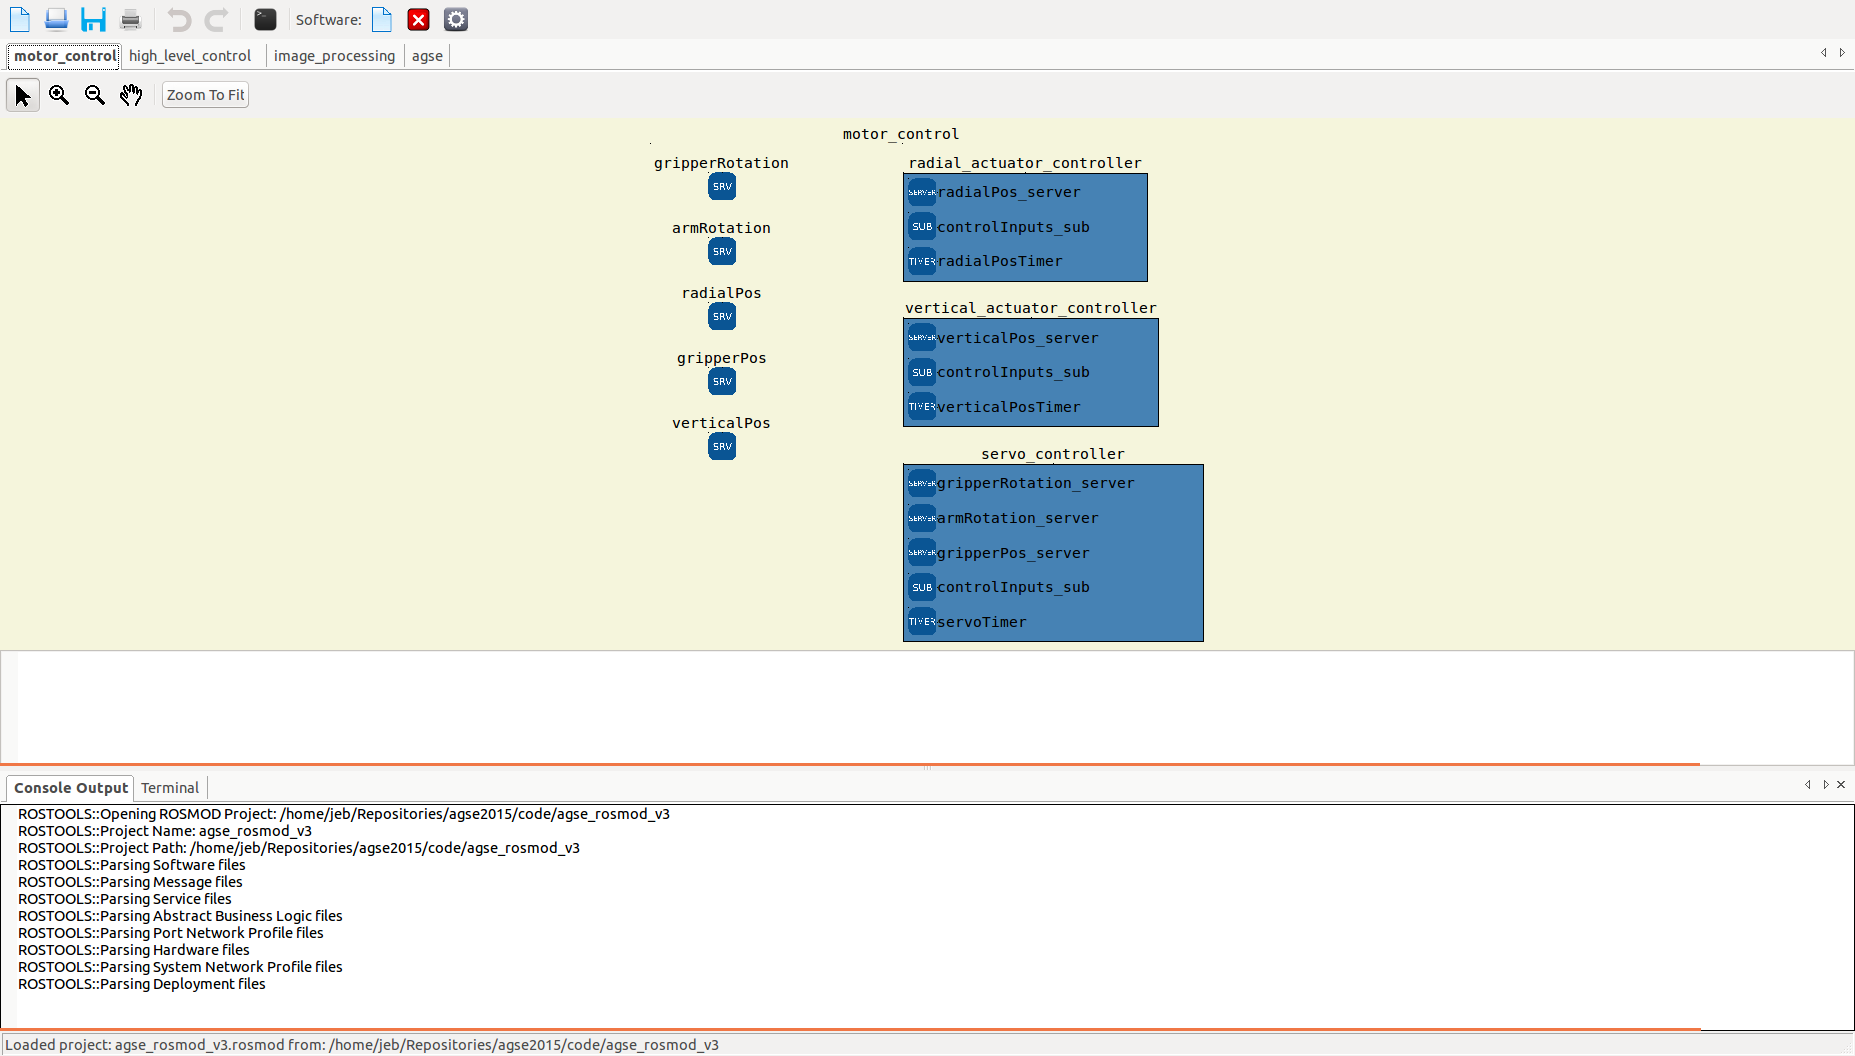 Software:
motor_control high_level_control image_processing agse
Zoom To Fit
motor_control
gripperRotation
SRV
armRotation
SRV
radialPos
SRV
gripperPos
SRV
verticalPos
SRV
radial_actuator_controller
SERVER radialPos_server
SUB controlInputs_sub
TIMER radialPosTimer
vertical_actuator_controller
SERVER verticalPos_server
SUB controlInputs_sub
TIMER verticalPosTimer
servo_controller
SERVER gripperRotation_server
SERVER armRotation_server
SERVER gripperPos_server
SUB controlInputs_sub
TIMER servoTimer
Console Output Terminal
ROSTOOLS::Opening ROSMOD Project: /home/jeb/Repositories/agse2015/code/agse_rosmod_v3
ROSTOOLS::Project Name: agse_rosmod_v3
ROSTOOLS::Project Path: /home/jeb/Repositories/agse2015/code/agse_rosmod_v3
ROSTOOLS::Parsing Software files
ROSTOOLS::Parsing Message files
ROSTOOLS::Parsing Service files
ROSTOOLS::Parsing Abstract Business Logic files
ROSTOOLS::Parsing Port Network Profile files
ROSTOOLS::Parsing Hardware files
ROSTOOLS::Parsing System Network Profile files
ROSTOOLS::Parsing Deployment files
Loaded project: agse_rosmod_v3.rosmod from: /home/jeb/Repositories/agse2015/code/agse_rosmod_v3